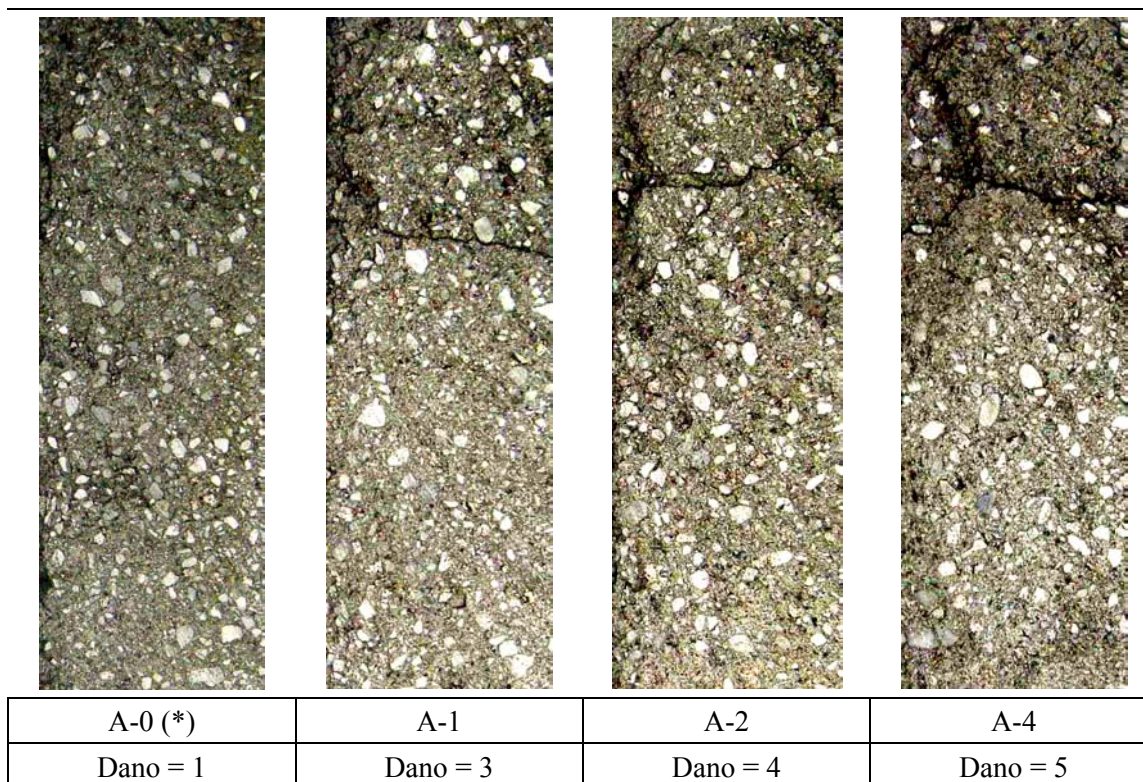 A-0 (*) A-1 A-2 A-4
Dano = 1 Dano = 3 Dano = 4 Dano = 5